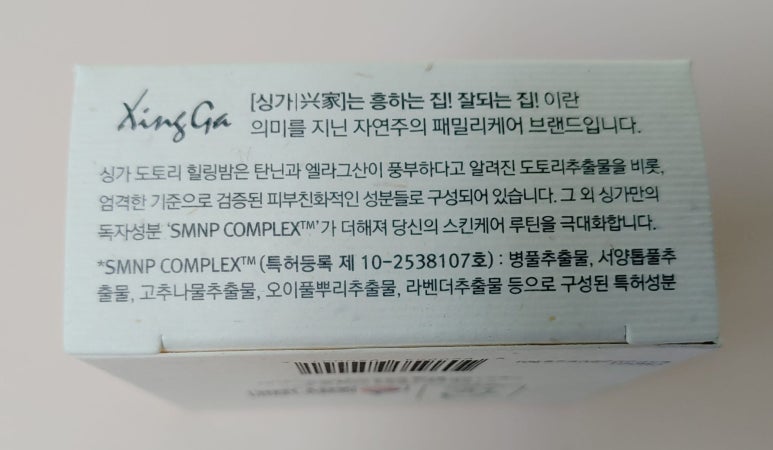 XingGa
[싱가|兴家]는 흥하는 집! 잘되는 집! 이란
의미를 지닌 자연주의 패밀리케어 브랜드입니다.
싱가 도토리 힐링밤은 탄닌과 엘라그산이 풍부하다고 알려진 도토리추출물을 비롯,
엄격한 기준으로 검증된 피부친화적인 성분들로 구성되어 있습니다. 그 외 싱가만의
독자성분 ‘SMNP COMPLEX™’가 더해져 당신의 스킨케어 루틴을 극대화합니다.
*SMNP COMPLEX™ (특허등록 제 10-2538107호) : 병풀추출물, 서양톱풀추
출물, 고추나물추출물, 오이풀뿌리추출물, 라벤더추출물 등으로 구성된 특허성분